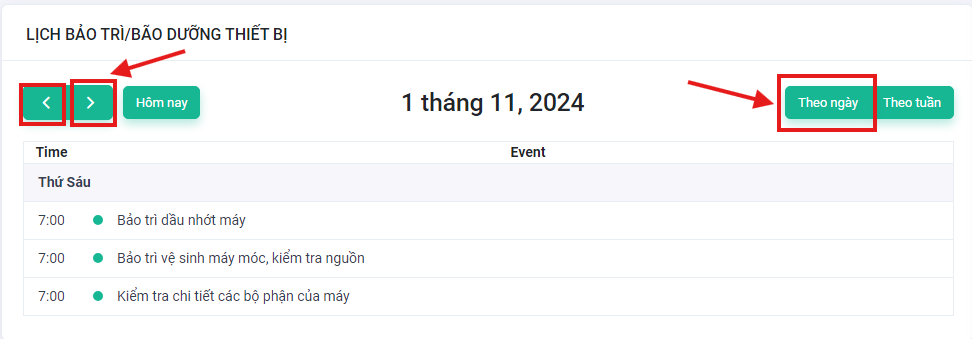 LỊCH BẢO TRÌ/BÃO DƯỠNG THIẾT BỊ
Hôm nay
1 tháng 11, 2024
Theo ngày Theo tuần
Time Event
Thứ Sáu
7:00 Bảo trì dầu nhớt máy
7:00 Bảo trì vệ sinh máy móc, kiểm tra nguồn
7:00 Kiểm tra chi tiết các bộ phận của máy